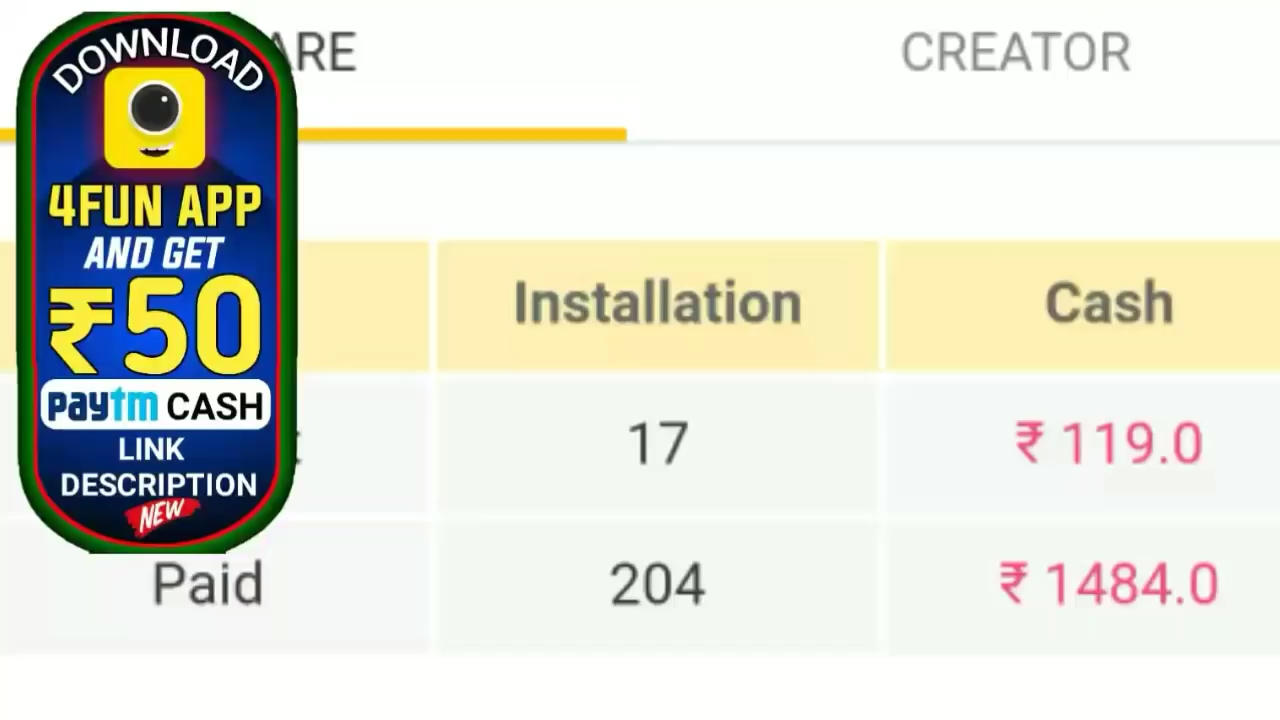 DOWNLOAD
4FUN APP
AND GET
₹50
paytm CASH
LINK
DESCRIPTION
NEW
ARE CREATOR
Installation Cash
17 ₹ 119.0
Paid 204 ₹ 1484.0